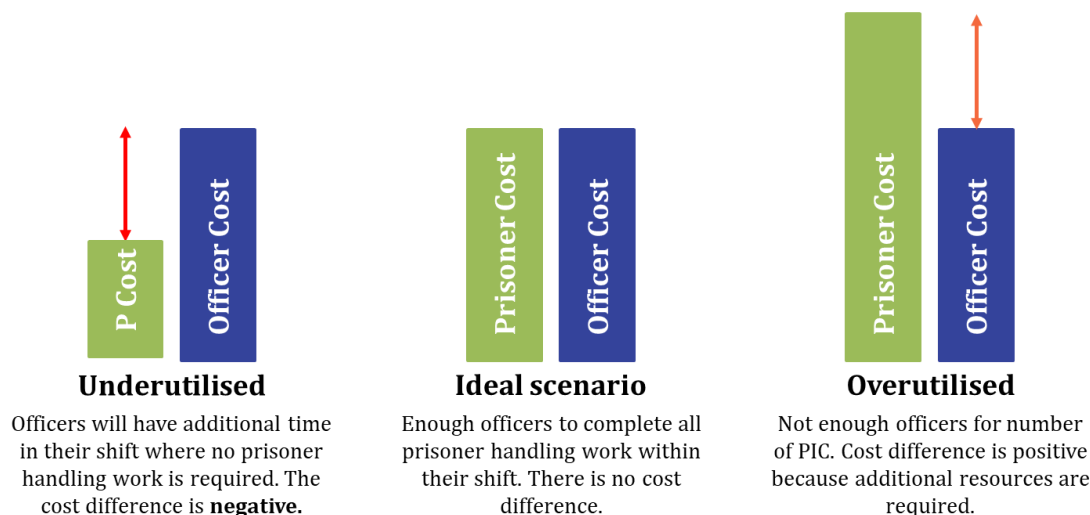 P Cost
Officer Cost
Prisoner Cost
Officer Cost
Prisoner Cost
Officer Cost
Underutilised
Officers will have additional time
in their shift where no prisoner
handling work is required. The
cost difference is negative.
Ideal scenario
Enough officers to complete all
prisoner handling work within
their shift. There is no cost
difference.
Overutilised
Not enough officers for number
of PIC. Cost difference is positive
because additional resources are
required.